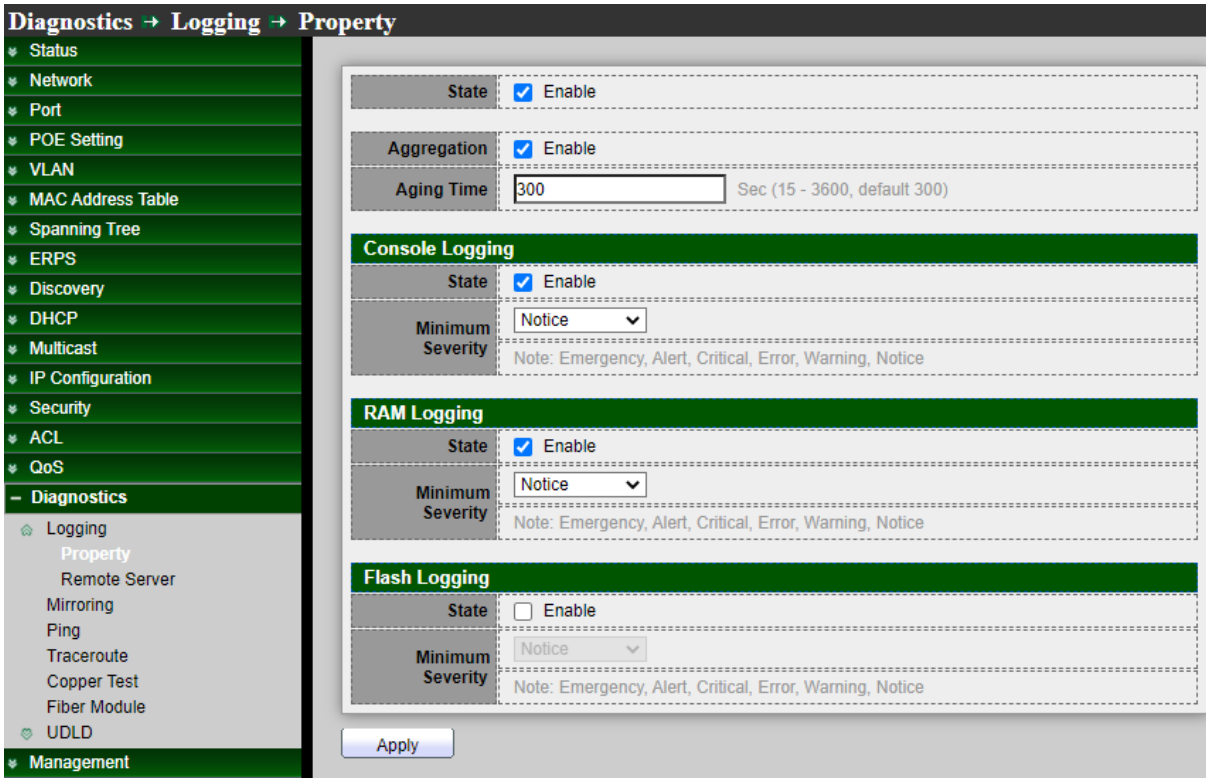 Diagnostics → Logging → Property
Status
Network
Port
POE Setting
VLAN
MAC Address Table
Spanning Tree
ERPS
Discovery
DHCP
Multicast
IP Configuration
Security
ACL
QoS
Diagnostics
Logging
Property
Remote Server
Mirroring
Ping
Traceroute
Copper Test
Fiber Module
UDLD
Management
State Enable
Aggregation Enable
Aging Time 300 Sec (15 - 3600, default 300)
Console Logging
State Enable
Minimum Severity Notice
Note: Emergency, Alert, Critical, Error, Warning, Notice
RAM Logging
State Enable
Minimum Severity Notice
Note: Emergency, Alert, Critical, Error, Warning, Notice
Flash Logging
State Enable
Minimum Severity Notice
Note: Emergency, Alert, Critical, Error, Warning, Notice
Apply